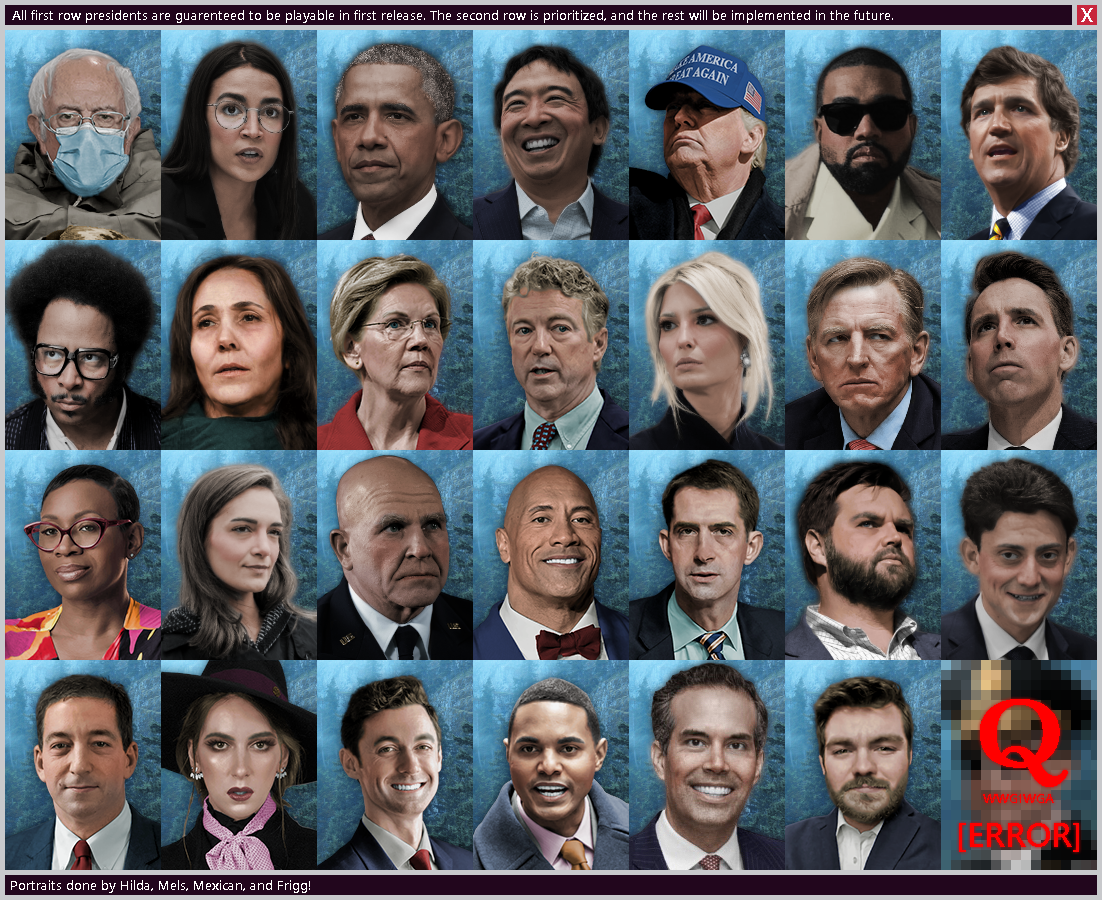 All first row presidents are guarenteed to be playable in first release. The second row is prioritized, and the rest will be implemented in the future.
X
AMERICA
EAT AGAIN
Q
WWG1WGA
[ERROR]
Portraits done by Hilda, Mels, Mexican, and Frigg!